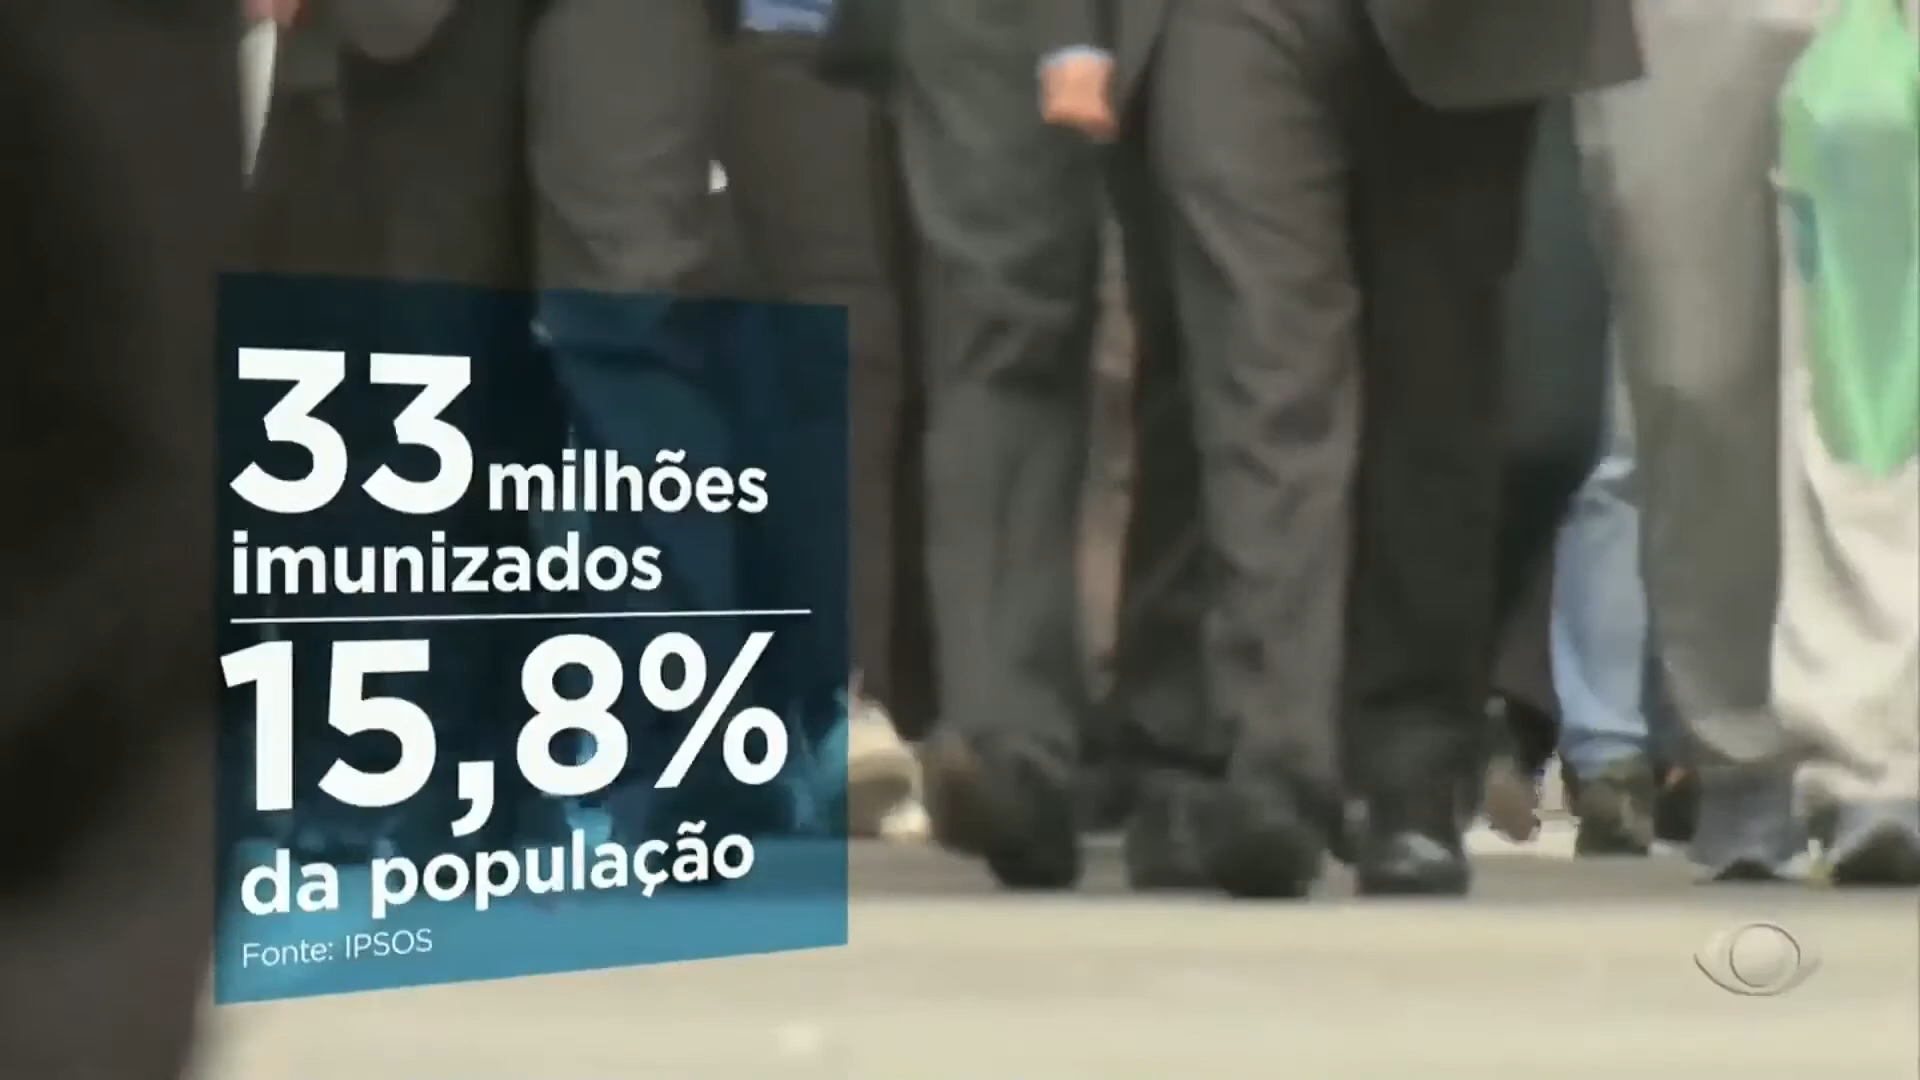 33 milhões
imunizados
15,8%
da população
Fonte: IPSOS